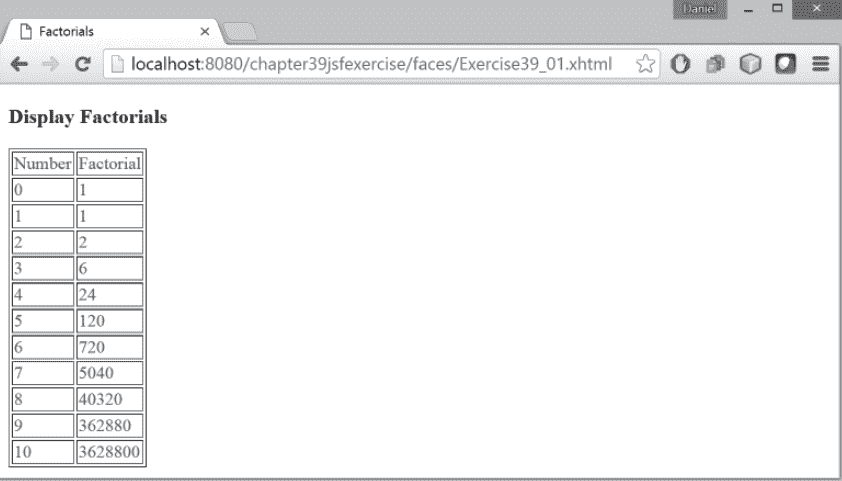 Daniel
Factorials
localhost:8080/chapter39jsfexercise/faces/Exercise39_01.xhtml
Display Factorials
Number Factorial
0 1
1 1
2 2
3 6
4 24
5 120
6 720
7 5040
8 40320
9 362880
10 3628800